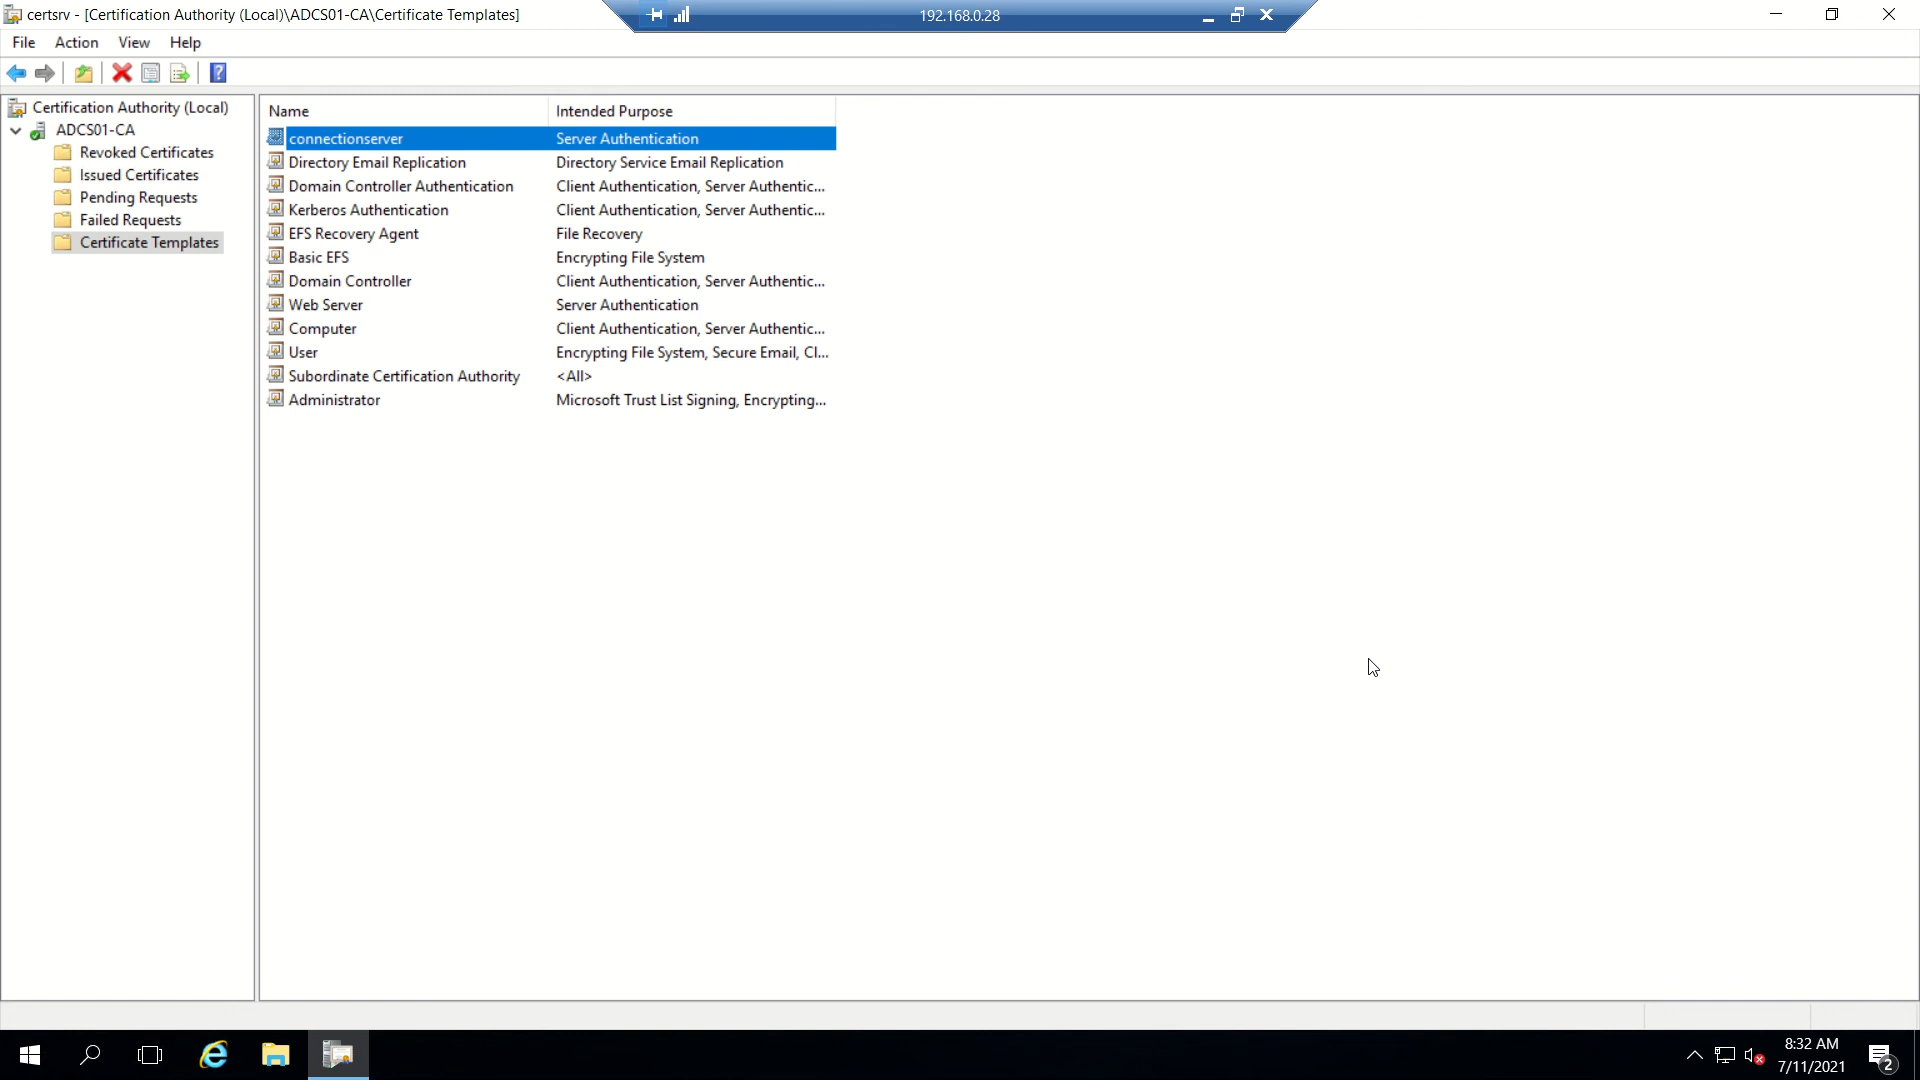 certsrv - [Certification Authority (Local)\ADCS01-CA\Certificate Templates]
192.168.0.28
File Action View Help
Certification Authority (Local)
ADCS01-CA
Revoked Certificates
Issued Certificates
Pending Requests
Failed Requests
Certificate Templates
Name Intended Purpose
connectionserver Server Authentication
Directory Email Replication Directory Service Email Replication
Domain Controller Authentication Client Authentication, Server Authentic...
Kerberos Authentication Client Authentication, Server Authentic...
EFS Recovery Agent File Recovery
Basic EFS Encrypting File System
Domain Controller Client Authentication, Server Authentic...
Web Server Server Authentication
Computer Client Authentication, Server Authentic...
User Encrypting File System, Secure Email, Cl...
Subordinate Certification Authority <All>
Administrator Microsoft Trust List Signing, Encrypting...
8:32 AM
7/11/2021
2